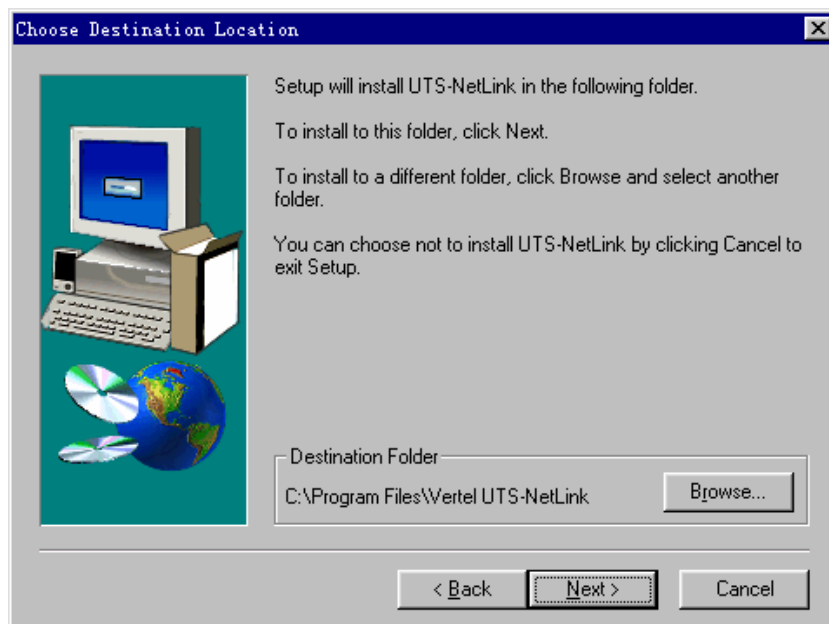 Choose Destination Location
Setup will install UTS-NetLink in the following folder.
To install to this folder, click Next.
To install to a different folder, click Browse and select another
folder.
You can choose not to install UTS-NetLink by clicking Cancel to
exit Setup.
Destination Folder
C:\Program Files\Vertel UTS-NetLink
Browse...
< Back
Next >
Cancel